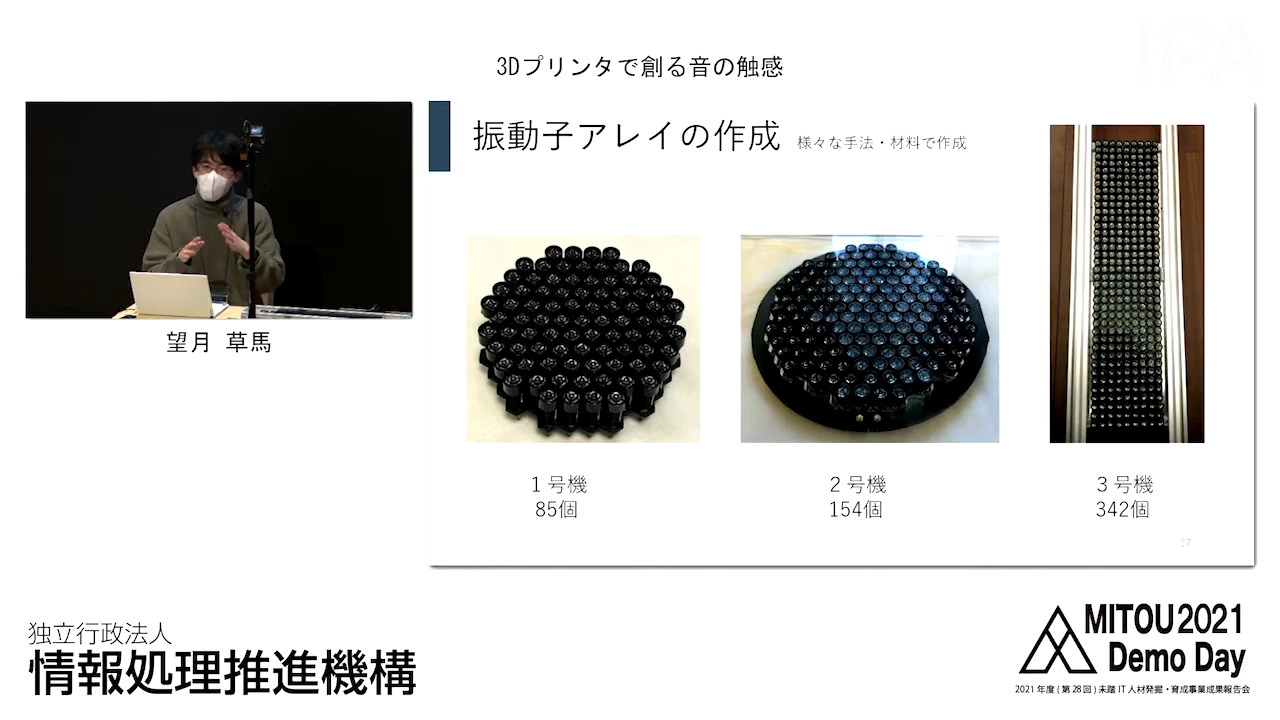 IPA
3Dプリンタで創る音の触感
振動子アレイの作成 様々な手法・材料で作成
望月 草馬
1号機
85個
2号機
154個
3号機
342個
17
独立行政法人
情報処理推進機構
MITOU2021
Demo Day
2021年度(第28回)未踏IT人材発掘・育成事業成果報告会